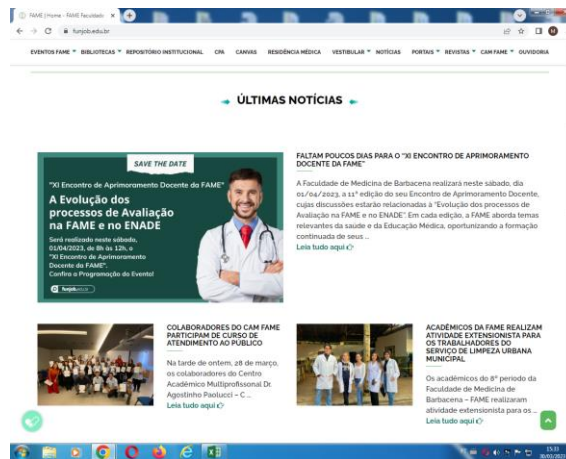 FAME | Home - FAME Faculdade
funjob.edu.br
EVENTOS FAME BIBLIOTECAS REPOSITÓRIO INSTITUCIONAL CPA CANVAS RESIDÊNCIA MÉDICA VESTIBULAR NOTÍCIAS PORTAIS REVISTAS CAM FAME OUVIDORIA
ÚLTIMAS NOTÍCIAS
SAVE THE DATE
"XI Encontro de Aprimoramento Docente da FAME"
A Evolução dos
processos de Avaliação
na FAME e no ENADE
Será realizado neste sábado,
01/04/2023, de 8h às 12h, o
"XI Encontro de Aprimoramento
Docente da FAME".
Confira a Programação do Evento!
funjob.edu.br
FALTAM POUCOS DIAS PARA O "XI ENCONTRO DE APRIMORAMENTO
DOCENTE DA FAME"
A Faculdade de Medicina de Barbacena realizará neste sábado, dia
01/04/2023, a 11ª edição do seu Encontro de Aprimoramento Docente,
cujas discussões estarão relacionadas à "Evolução dos processos de
Avaliação na FAME e no ENADE". Em cada edição, a FAME aborda temas
relevantes da saúde e da Educação Médica, oportunizando a formação
continuada de seus ...
Leia tudo aqui
COLABORADORES DO CAM FAME
PARTICIPAM DE CURSO DE
ATENDIMENTO AO PÚBLICO
Na tarde de ontem, 28 de março,
os colaboradores do Centro
Acadêmico Multiprofissional Dr.
Agostinho Paolucci – C ...
Leia tudo aqui
ACADÊMICOS DA FAME REALIZAM
ATIVIDADE EXTENSIONISTA PARA
OS TRABALHADORES DO
SERVIÇO DE LIMPEZA URBANA
MUNICIPAL
Os acadêmicos do 8º período da
Faculdade de Medicina de
Barbacena – FAME realizaram
atividade extensionista para os ...
Leia tudo aqui
PT
15:33
30/03/2023